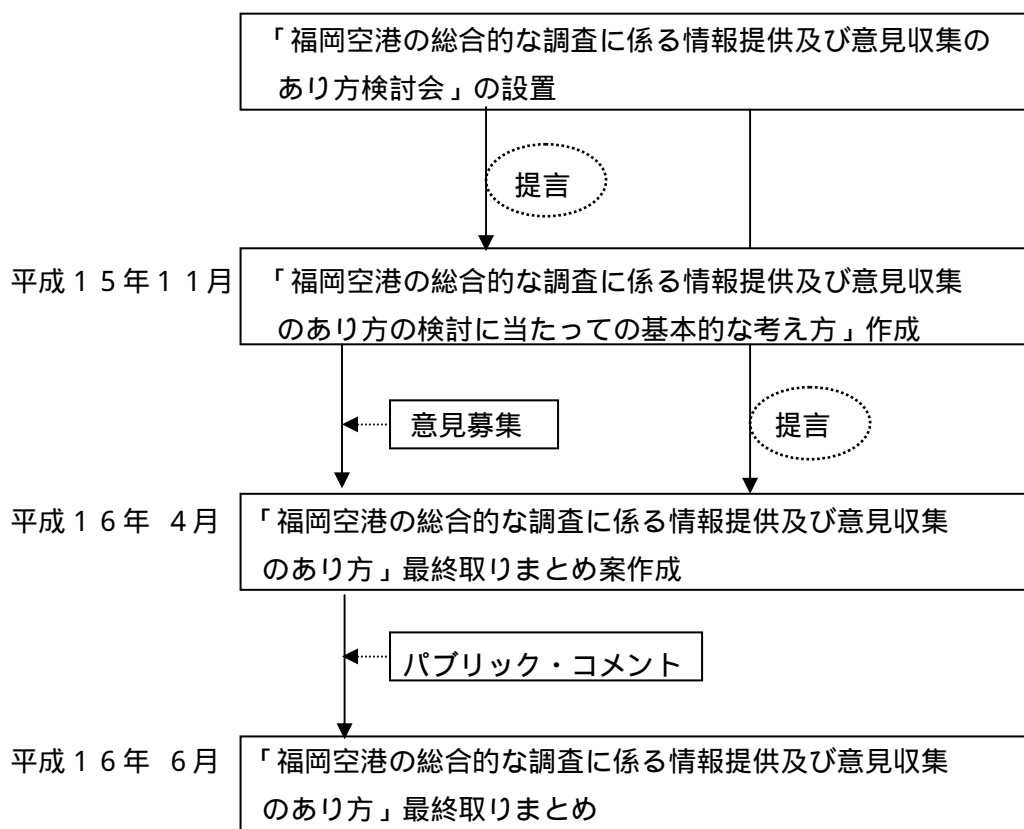 「福岡空港の総合的な調査に係る情報提供及び意見収集の
あり方検討会」の設置
提言
平成15年11月
「福岡空港の総合的な調査に係る情報提供及び意見収集
のあり方の検討に当たっての基本的な考え方」作成
意見募集
提言
平成16年 4月
「福岡空港の総合的な調査に係る情報提供及び意見収集
のあり方」最終取りまとめ案作成
パブリック・コメント
平成16年 6月
「福岡空港の総合的な調査に係る情報提供及び意見収集
のあり方」最終取りまとめ